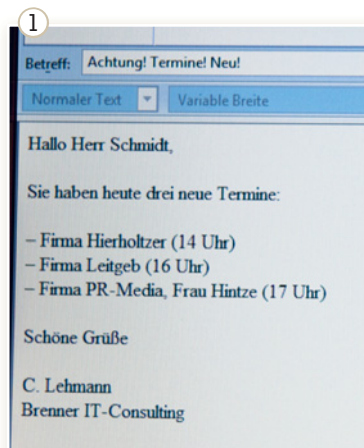 1
Betreff: Achtung! Termine! Neu!
Normaler Text Variable Breite
Hallo Herr Schmidt,
Sie haben heute drei neue Termine:
– Firma Hierholtzer (14 Uhr)
– Firma Leitgeb (16 Uhr)
– Firma PR-Media, Frau Hintze (17 Uhr)
Schöne Grüße
C. Lehmann
Brenner IT-Consulting